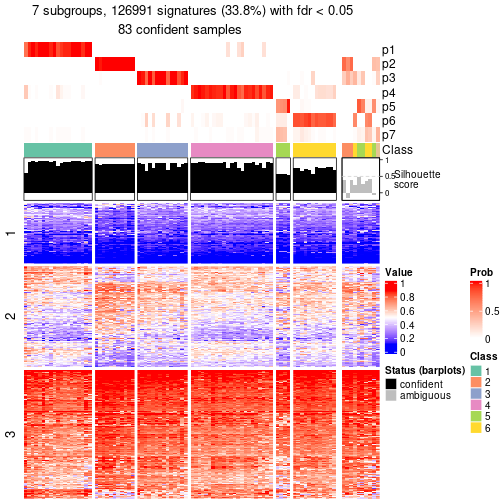 7 subgroups, 126991 signatures (33.8%) with fdr < 0.05
83 confident samples
p1
p2
p3
p4
p5
p6
p7
Class
1
0.5
0
Silhouette
score
1
2
3
Value
1
0.8
0.6
0.4
0.2
0
Status (barplots)
confident
ambiguous
Prob
1
0.5
0
Class
1
2
3
4
5
6